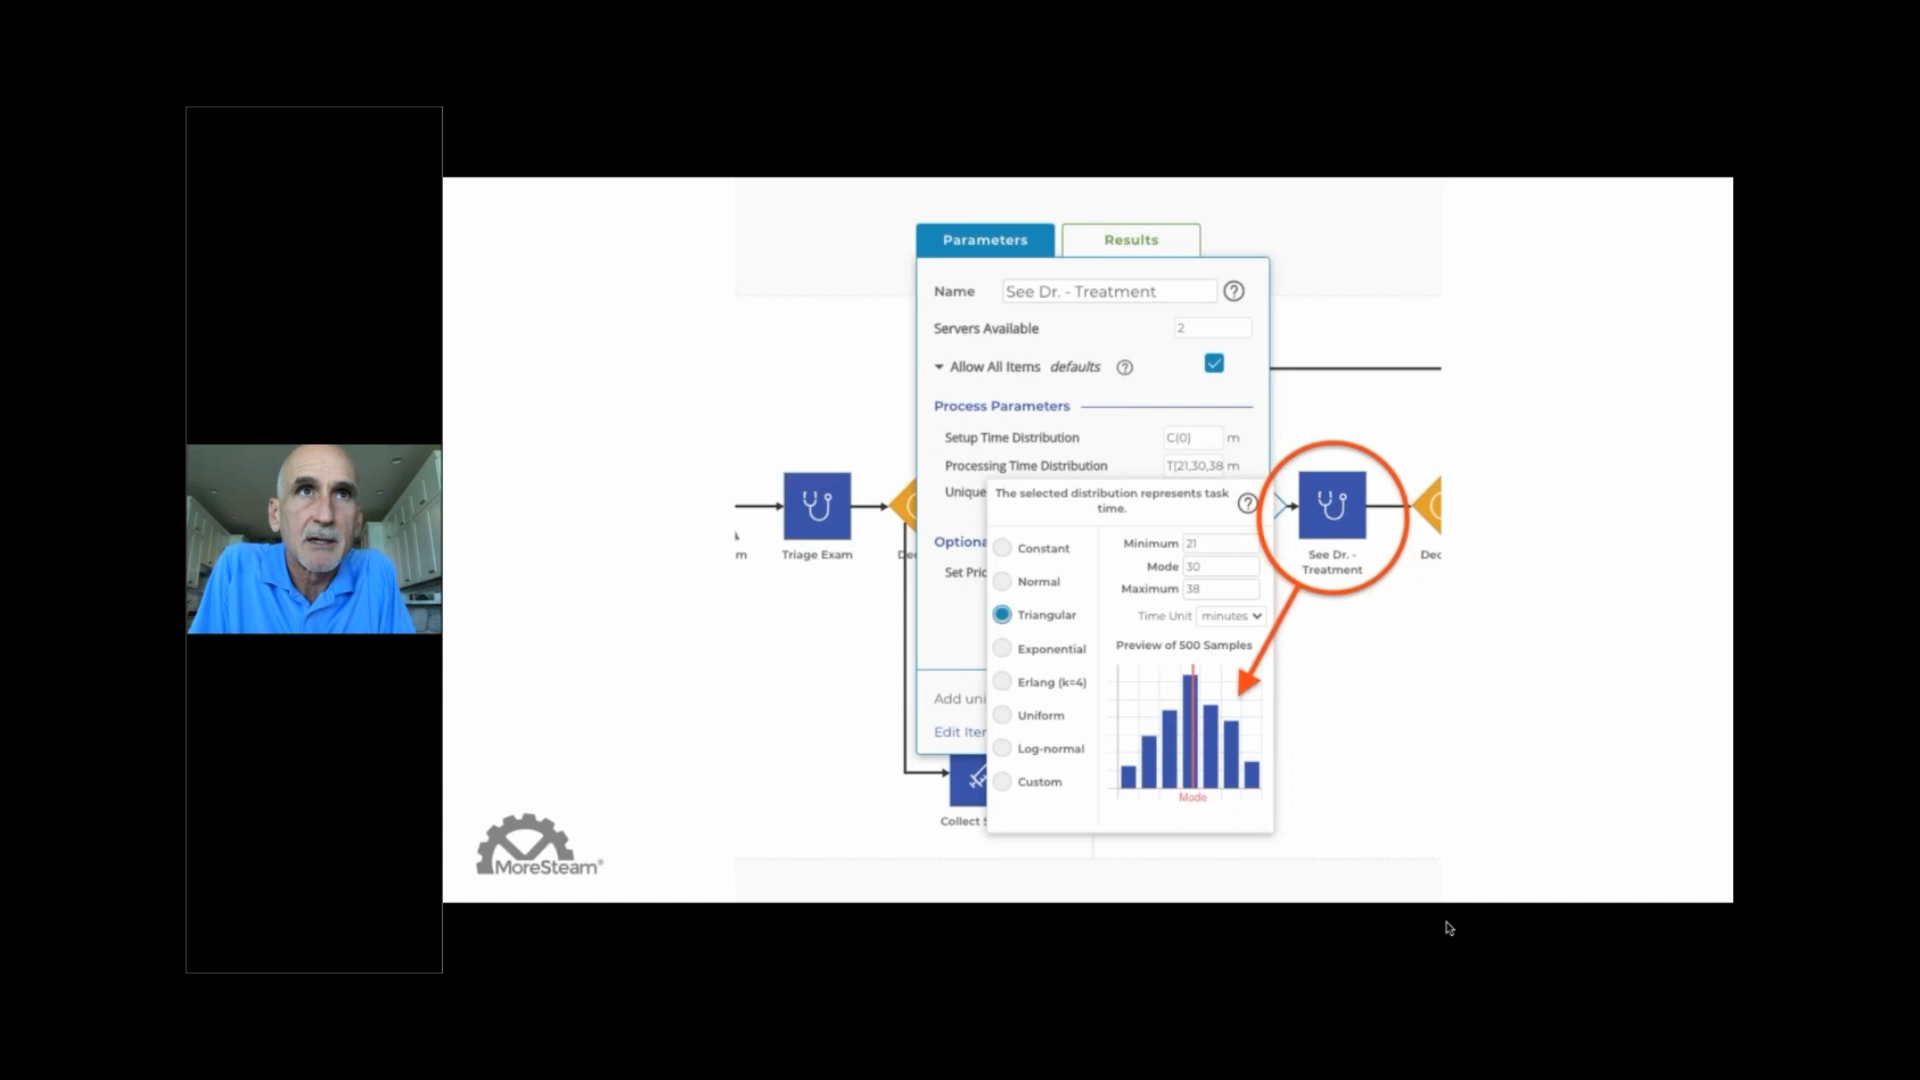 Parameters
Results
Name See Dr. - Treatment
Servers Available 2
Allow All Items defaults
Process Parameters
Setup Time Distribution C(0) m
Processing Time Distribution T(21,30,38 m
Unique
The selected distribution represents task
time.
Optiona
Set Pric
Constant
Normal
Triangular
Exponential
Erlang (k=4)
Uniform
Log-normal
Custom
Minimum 21
Mode 30
Maximum 38
Time Unit minutes
Preview of 500 Samples
Mode
Add uni
Edit Iter
m
Triage Exam
Dec
See Dr. -
Treatment
Dec
Collect S
MoreSteam®